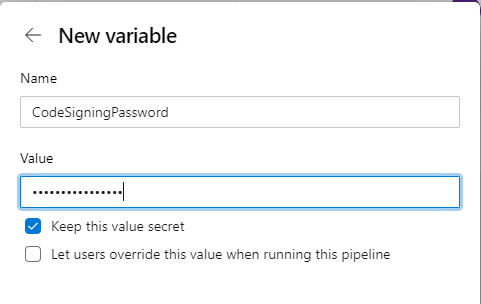 New variable
Name
CodeSigningPassword
Value
••••••••••••••••
Keep this value secret
Let users override this value when running this pipeline